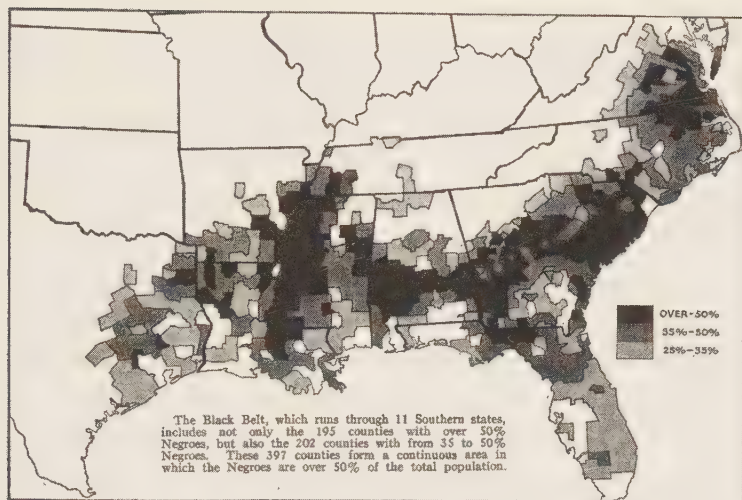 OVER-50%
35%-50%
25%-35%
The Black Belt, which runs through 11 Southern states,
includes not only the 195 counties with over 50%
Negroes, but also the 202 counties with from 35 to 50%
Negroes. These 397 counties form a continuous area in
which the Negroes are over 50% of the total population.